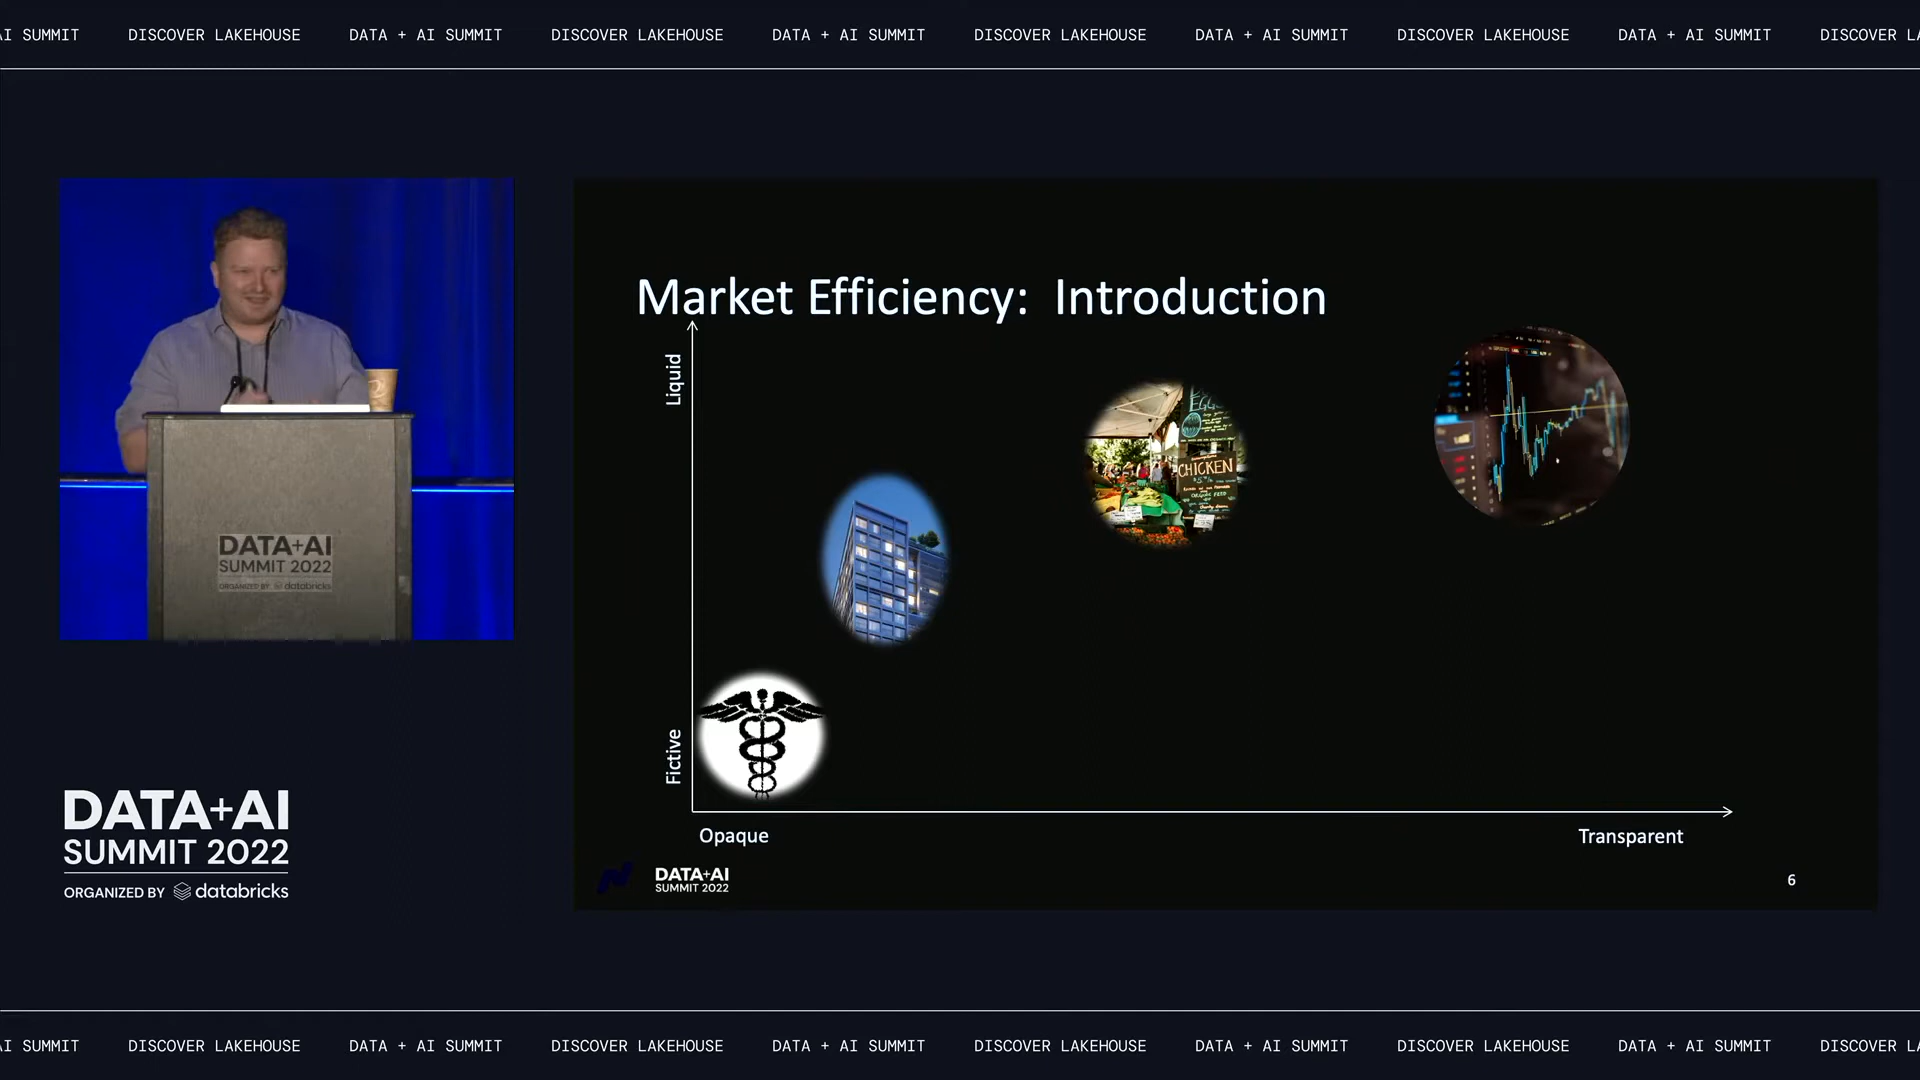 AI SUMMIT DISCOVER LAKEHOUSE DATA + AI SUMMIT DISCOVER LAKEHOUSE DATA + AI SUMMIT DISCOVER LAKEHOUSE DATA + AI SUMMIT DISCOVER LAKEHOUSE DATA + AI SUMMIT DISCOVER
Market Efficiency: Introduction
Liquid
Fictive
CHICKEN
Opaque
Transparent
DATA+AI
SUMMIT 2022
6
DATA+AI
SUMMIT 2022
ORGANIZED BY databricks
DATA+AI
SUMMIT 2022
ORGANIZED BY databricks
AI SUMMIT DISCOVER LAKEHOUSE DATA + AI SUMMIT DISCOVER LAKEHOUSE DATA + AI SUMMIT DISCOVER LAKEHOUSE DATA + AI SUMMIT DISCOVER LAKEHOUSE DATA + AI SUMMIT DISCOVER